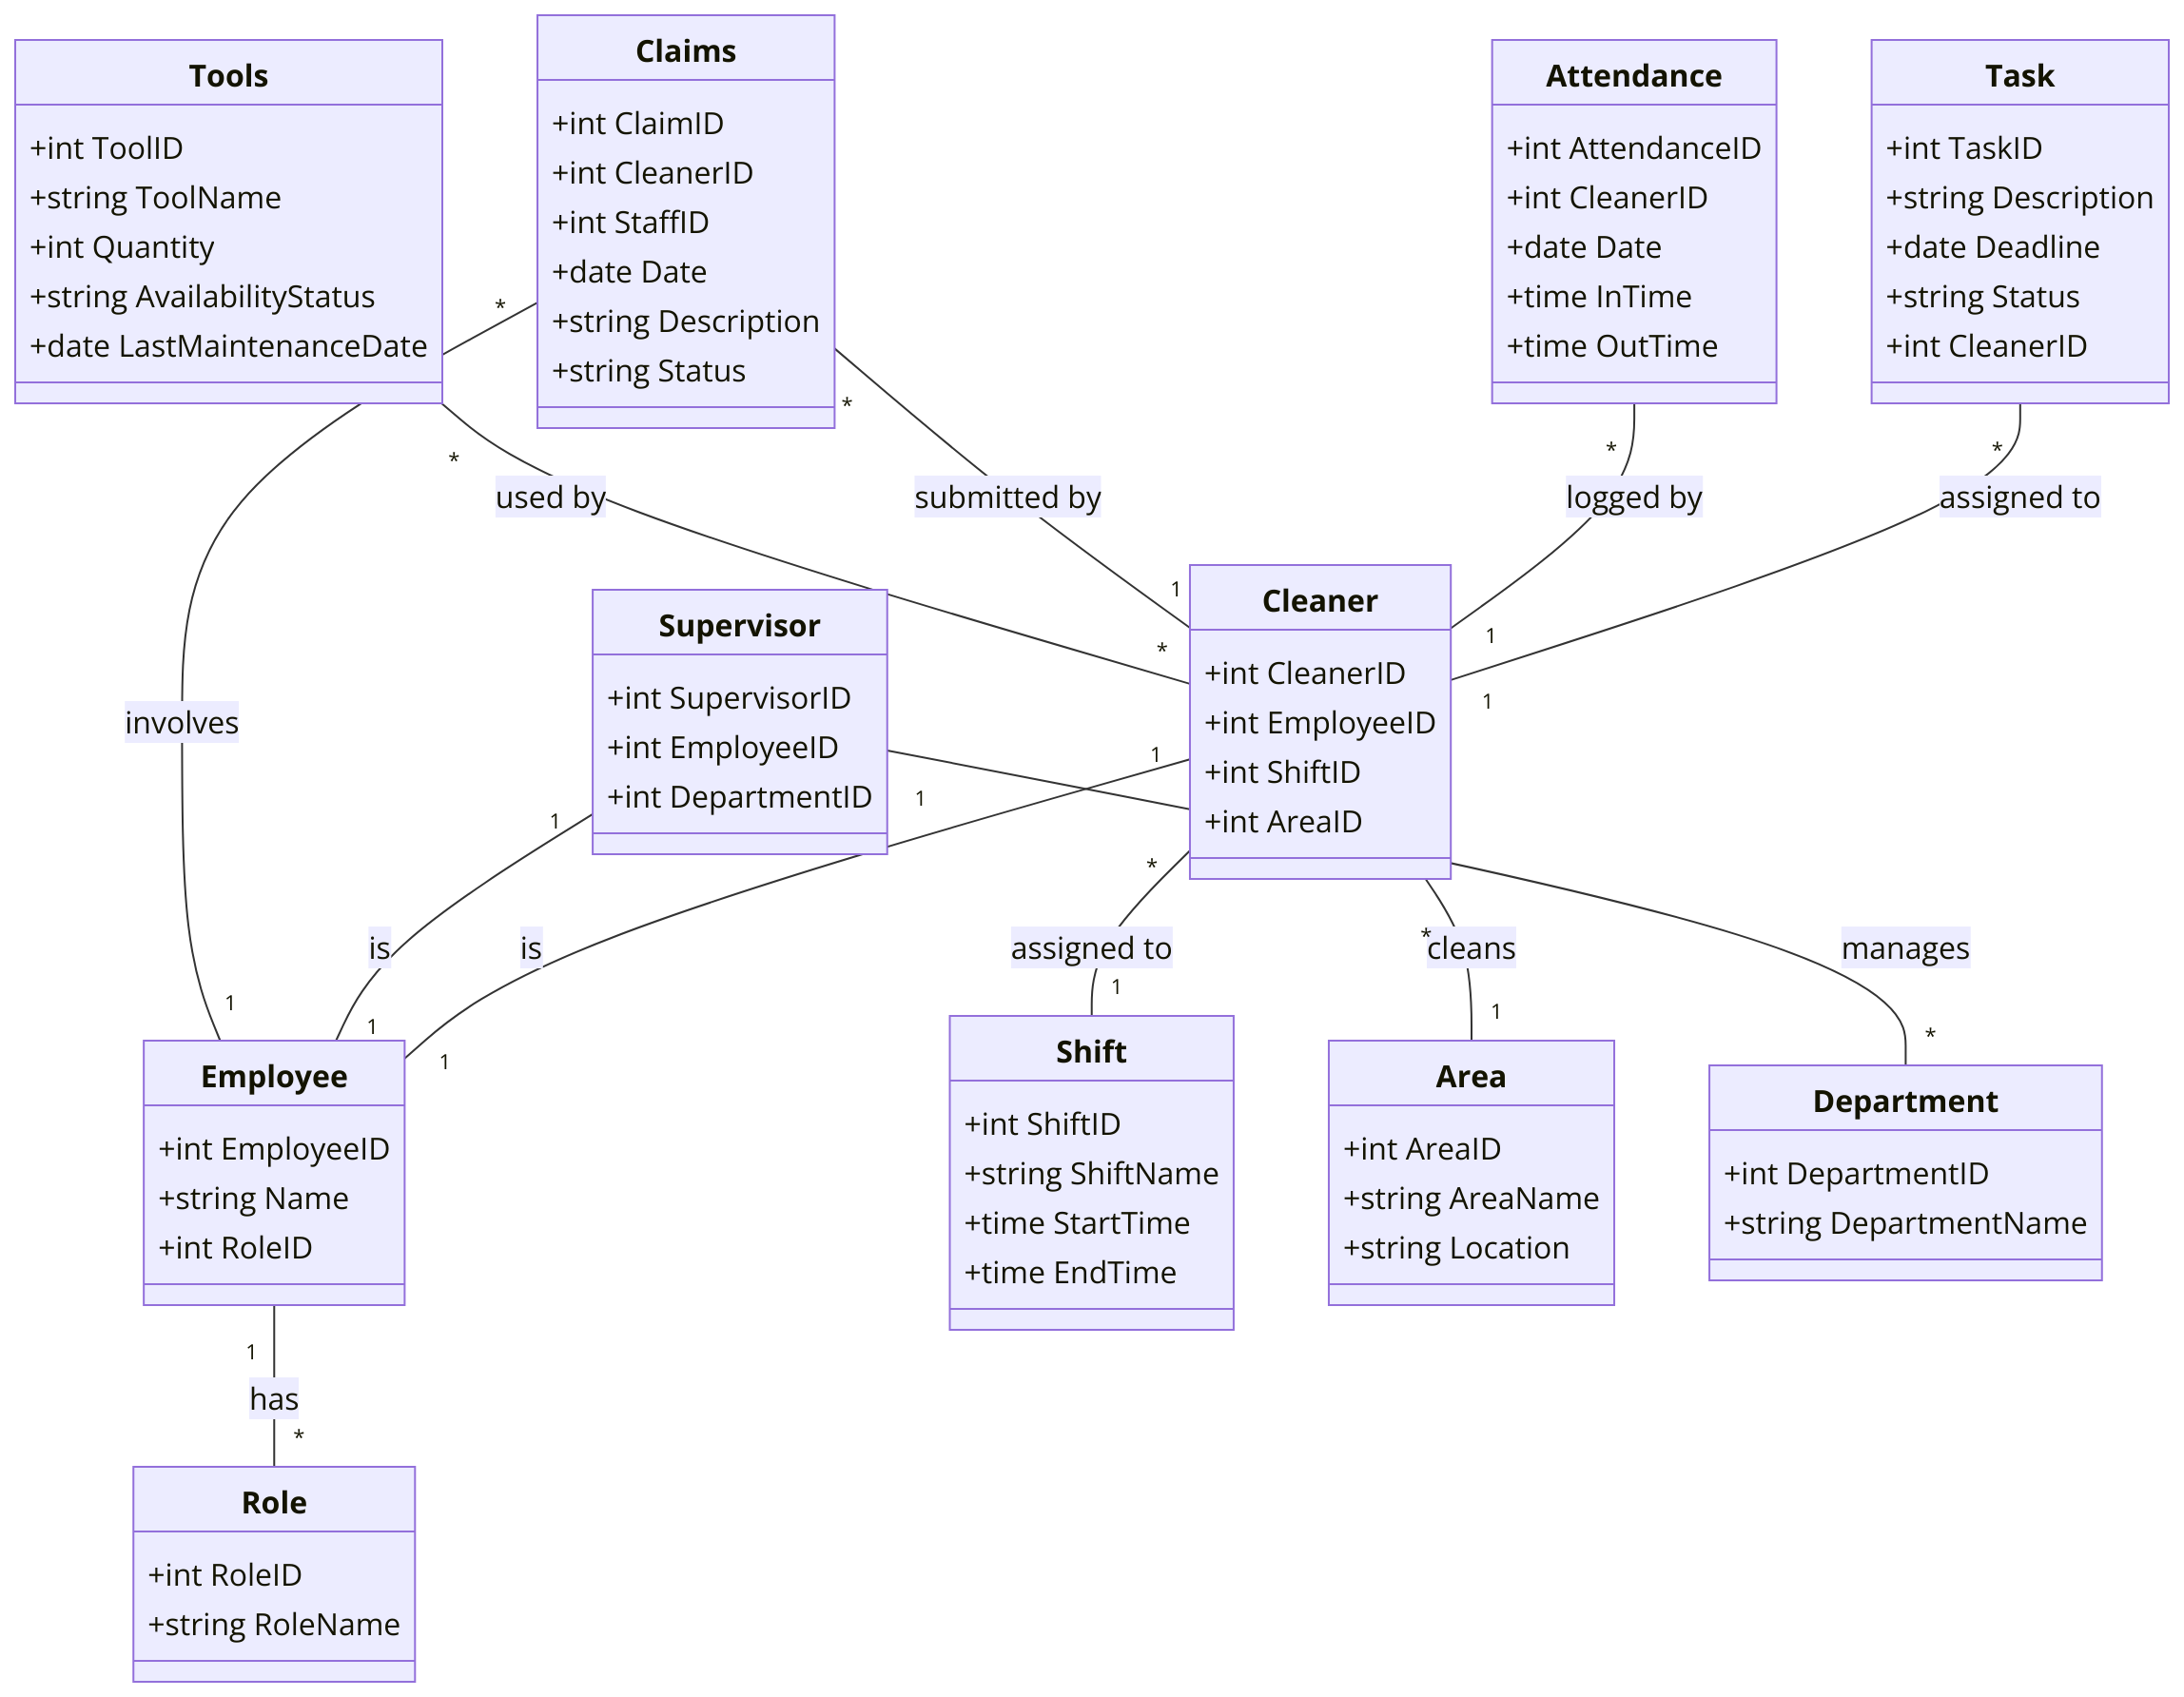 Tools
+int ToolID
+string ToolName
+int Quantity
+string AvailabilityStatus
+date LastMaintenanceDate
Claims
+int ClaimID
+int CleanerID
+int StaffID
+date Date
+string Description
+string Status
Attendance
+int AttendanceID
+int CleanerID
+date Date
+time InTime
+time OutTime
Task
+int TaskID
+string Description
+date Deadline
+string Status
+int CleanerID
*
*
*
*
*
used by
submitted by
logged by
assigned to
1
*
1
1
Supervisor
+int SupervisorID
+int EmployeeID
+int DepartmentID
Cleaner
+int CleanerID
+int EmployeeID
+int ShiftID
+int AreaID
involves
1
1
1
*
*
is
is
assigned to
cleans
manages
1
1
1
1
1
*
Employee
+int EmployeeID
+string Name
+int RoleID
Shift
+int ShiftID
+string ShiftName
+time StartTime
+time EndTime
Area
+int AreaID
+string AreaName
+string Location
Department
+int DepartmentID
+string DepartmentName
1
has
*
Role
+int RoleID
+string RoleName